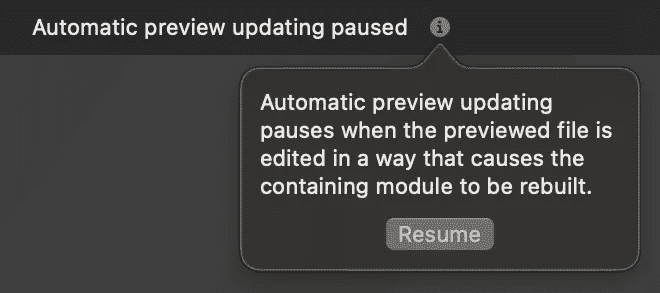 Automatic preview updating paused
Automatic preview updating
pauses when the previewed file is
edited in a way that causes the
containing module to be rebuilt.
Resume